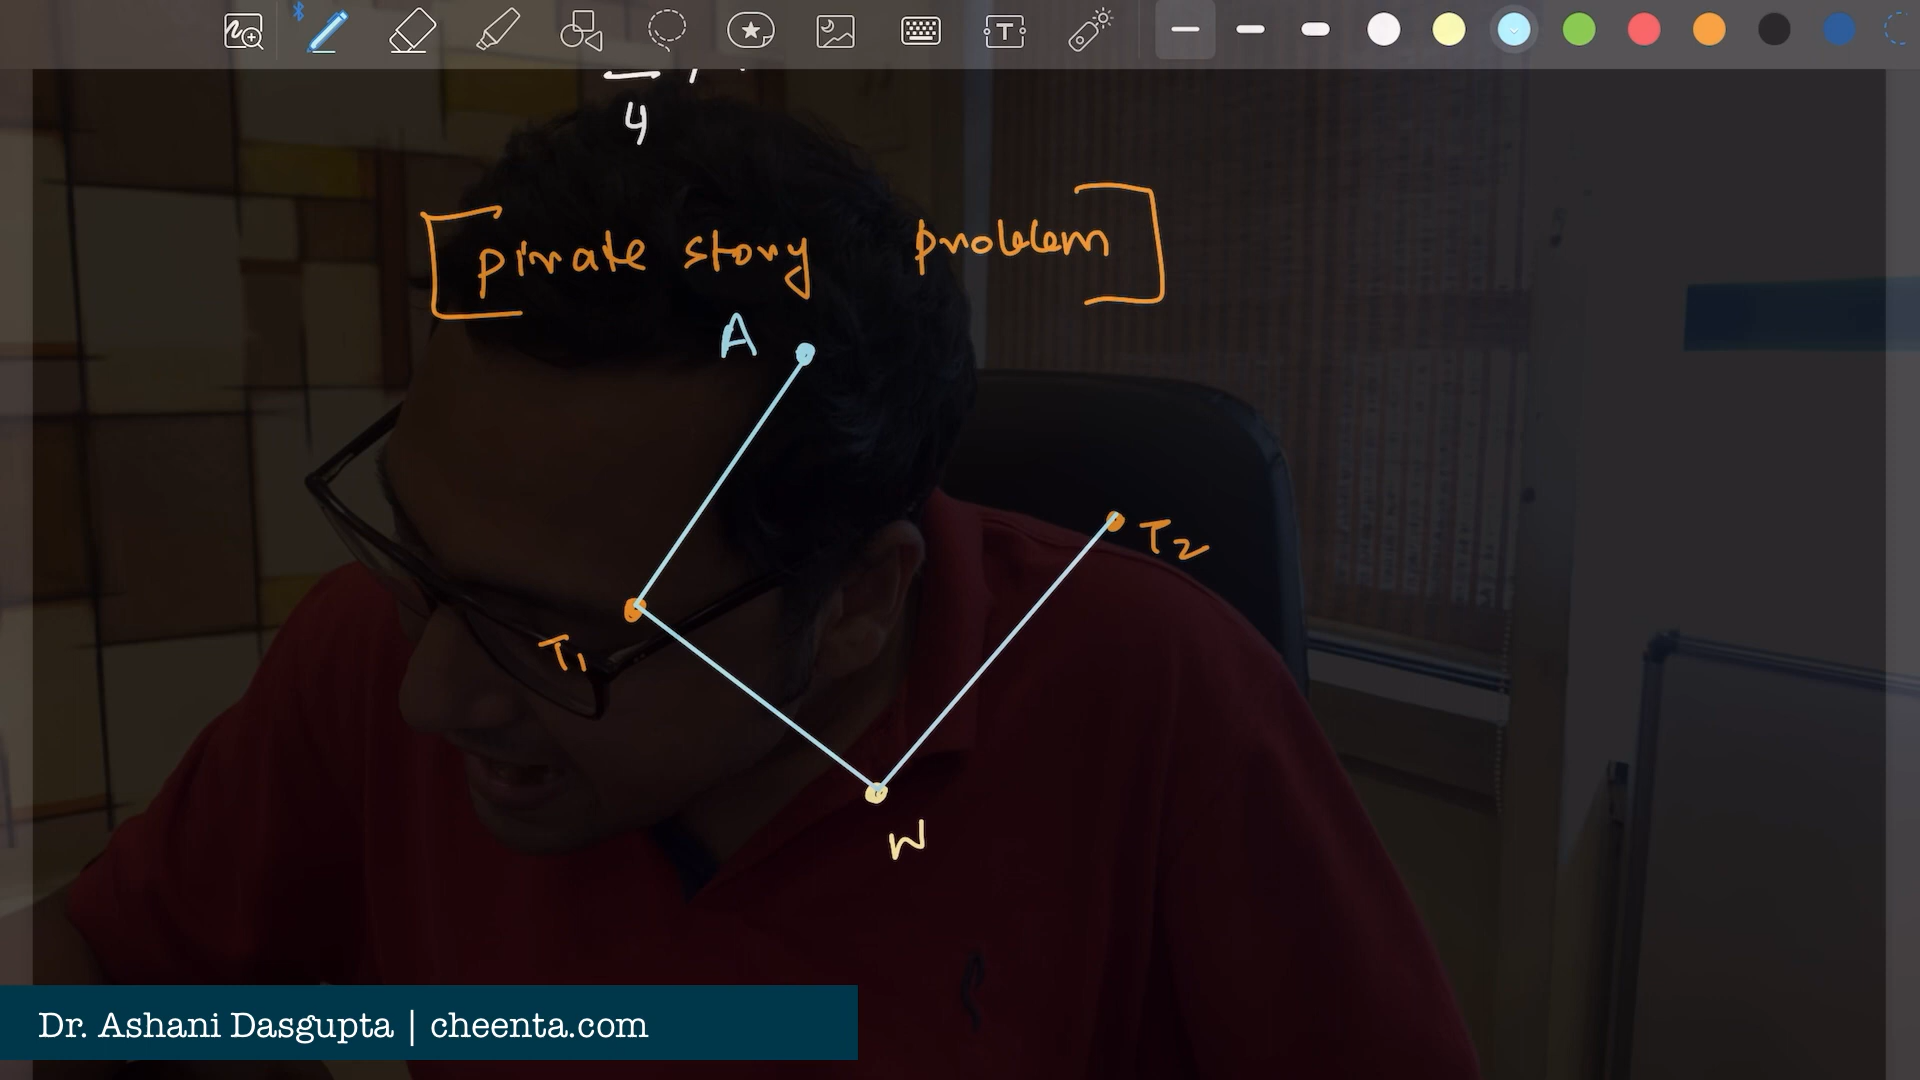 T
4
pirate story problem
A
T2
T1
W
Dr. Ashani Dasgupta | cheenta.com